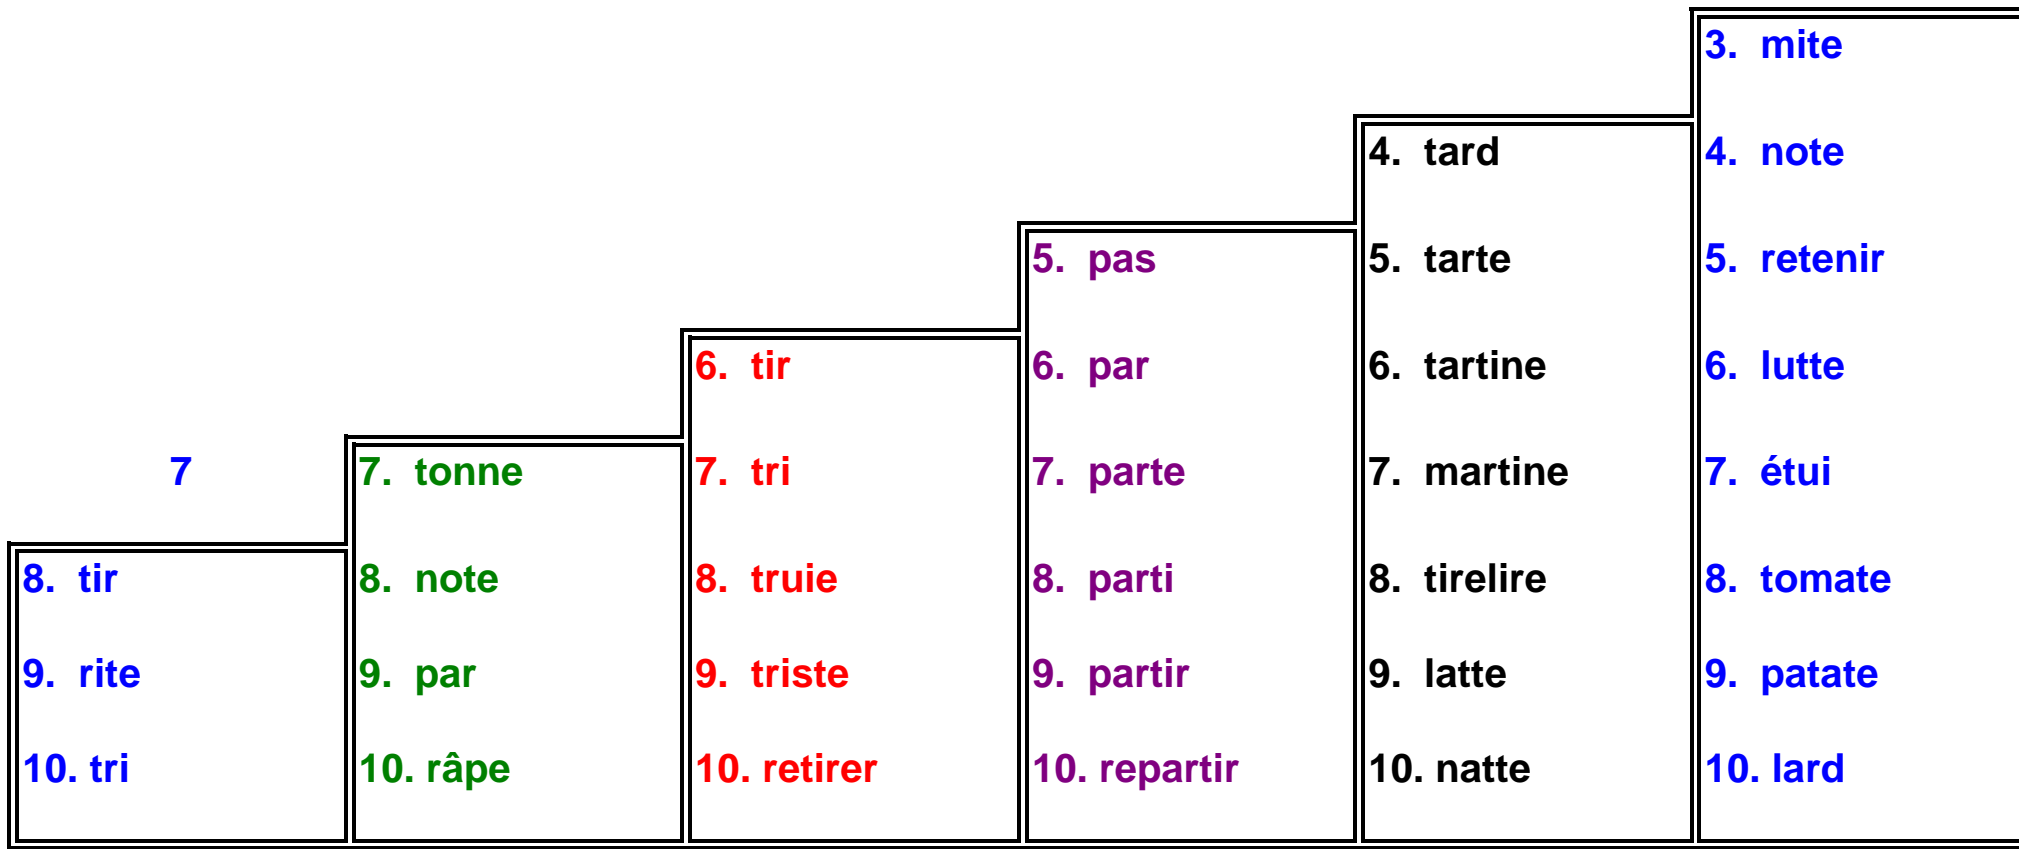 7
8. tir
9. rite
10. tri
7. tonne
8. note
9. par
10. râpe
6. tir
7. tri
8. truie
9. triste
10. retirer
5. pas
6. par
7. parte
8. parti
9. partir
10. repartir
4. tard
5. tarte
6. tartine
7. martine
8. tirelire
9. latte
10. natte
3. mite
4. note
5. retenir
6. lutte
7. étui
8. tomate
9. patate
10. lard